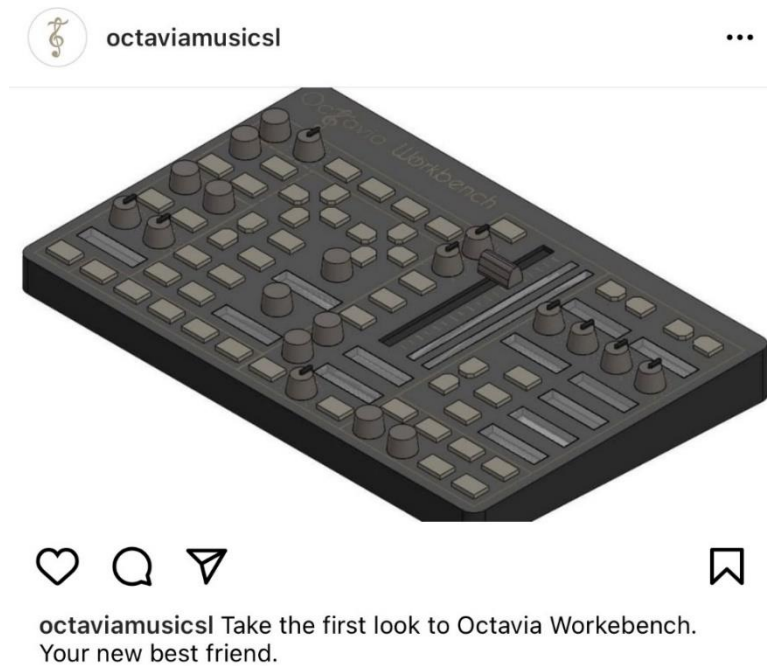 octaviamusicsl
Octavia Workbench
octaviamusicsl Take the first look to Octavia Workebench.
Your new best friend.